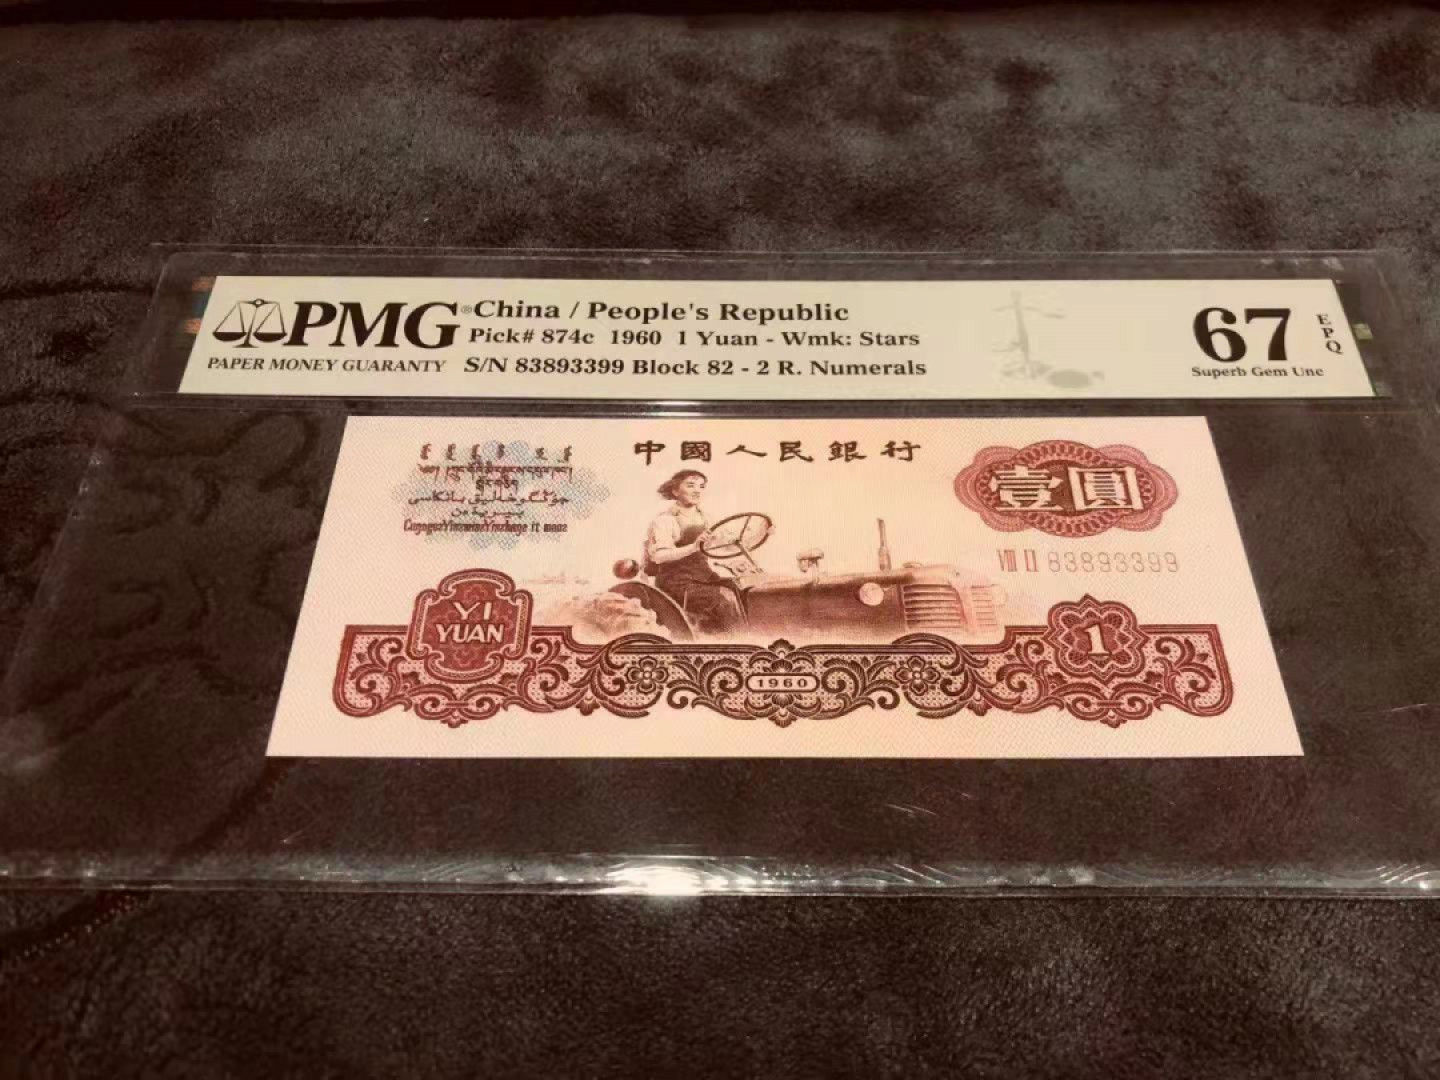 PMG
®
PAPER MONEY GUARANTY
China / People's Republic
Pick# 874c 1960 1 Yuan - Wmk: Stars
S/N 83893399 Block 82 - 2 R. Numerals
67
EPQ
Superb Gem Unc
中國人民銀行
壹圓
VIII II 83893399
YI
YUAN
1
1960